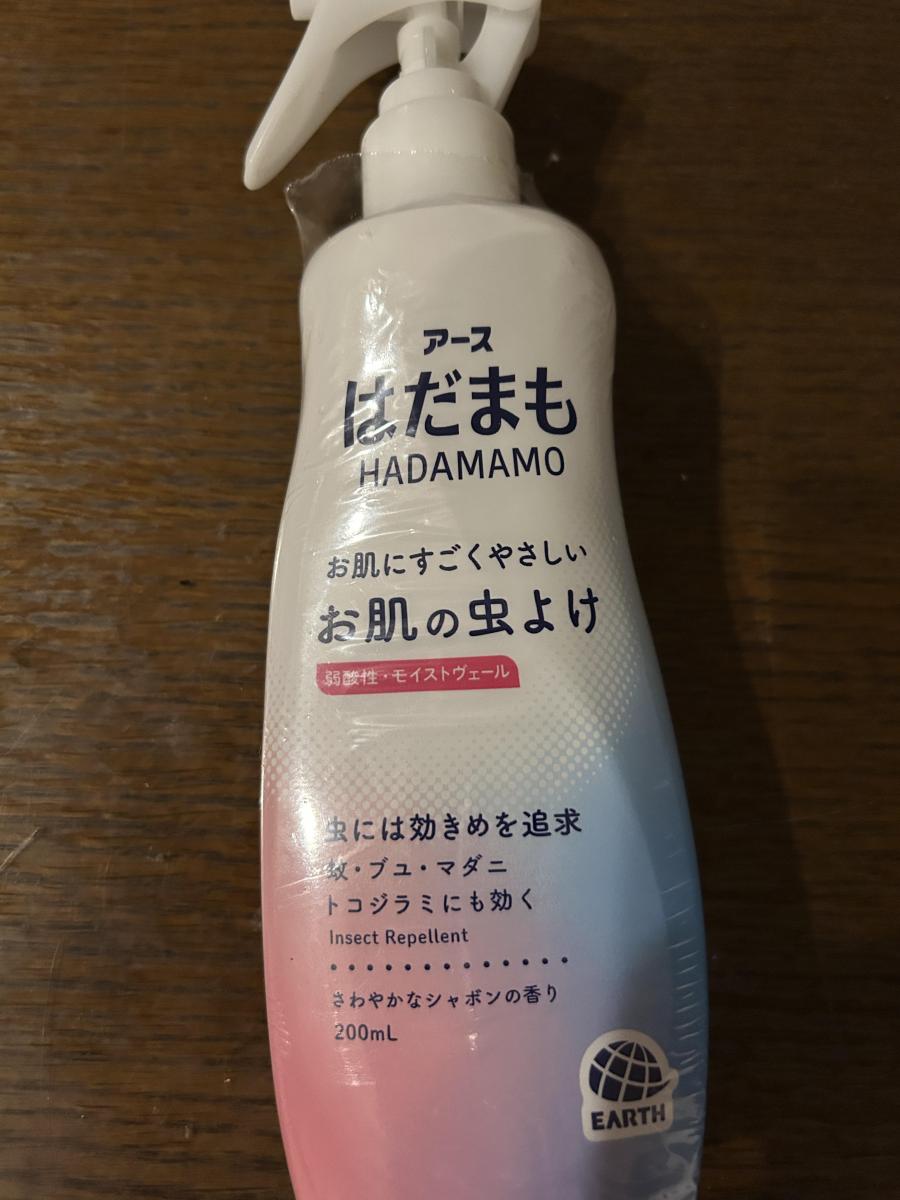 アース
はだまも
HADAMAMO
お肌にすごくやさしい
お肌の虫よけ
弱酸性・モイストヴェール
虫には効きめを追求
蚊・ブユ・マダニ
トコジラミにも効く
Insect Repellent
さわやかなシャボンの香り
200mL
EARTH